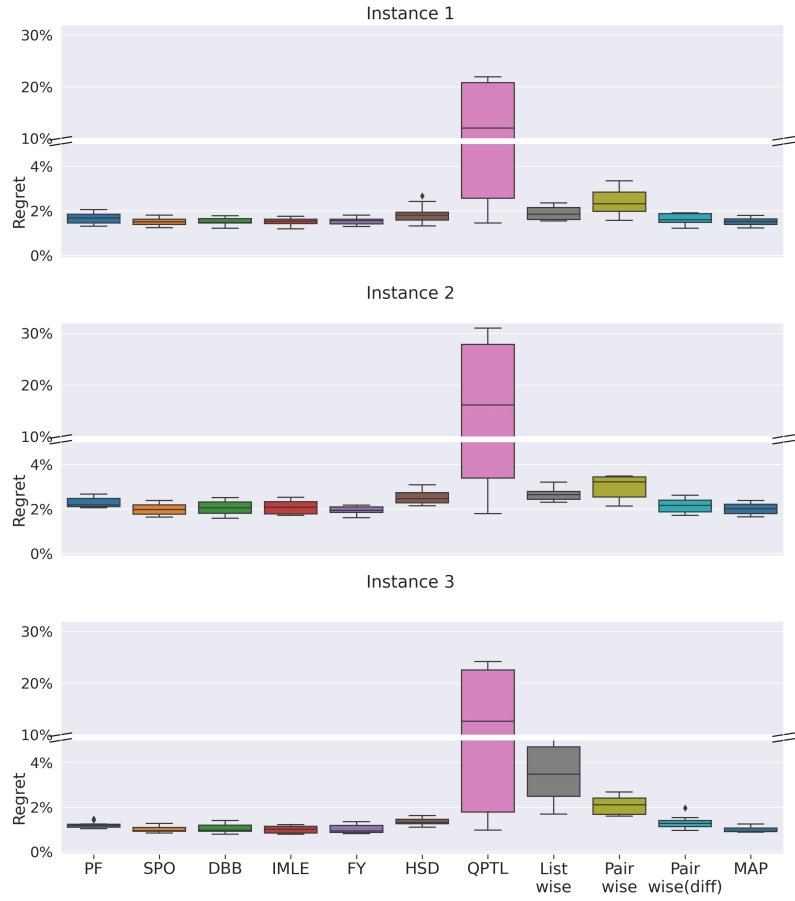 Instance 1
30%
20%
10%
4%
2%
0%
Regret
Instance 2
30%
20%
10%
4%
2%
0%
Regret
Instance 3
30%
20%
10%
4%
2%
0%
Regret
PF SPO DBB IMLE FY HSD QPTL List Pair Pair MAP
wise wise wise(diff)